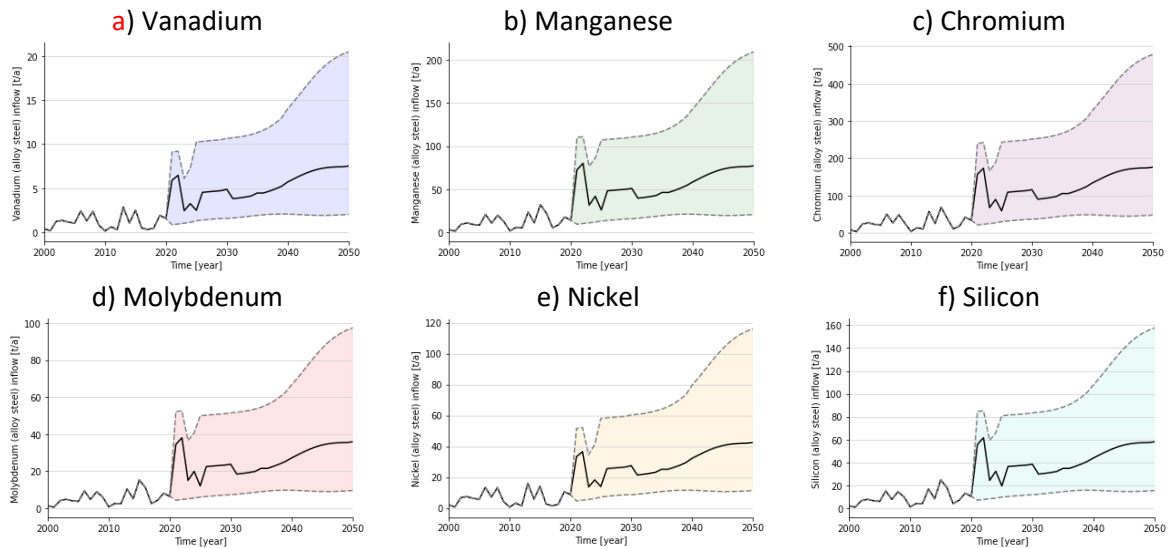 a) Vanadium
Vanadium (alloy steel) inflow [t/a]
20
15
10
5
0
2000 2010 2020 2030 2040 2050
Time [year]
b) Manganese
Manganese (alloy steel) inflow [t/a]
200
150
100
50
0
2000 2010 2020 2030 2040 2050
Time [year]
c) Chromium
Chromium (alloy steel) inflow [t/a]
500
400
300
200
100
0
2000 2010 2020 2030 2040 2050
Time [year]
d) Molybdenum
Molybdenum (alloy steel) inflow [t/a]
100
80
60
40
20
0
2000 2010 2020 2030 2040 2050
Time [year]
e) Nickel
Nickel (alloy steel) inflow [t/a]
120
100
80
60
40
20
0
2000 2010 2020 2030 2040 2050
Time [year]
f) Silicon
Silicon (alloy steel) inflow [t/a]
160
140
120
100
80
60
40
20
0
2000 2010 2020 2030 2040 2050
Time [year]